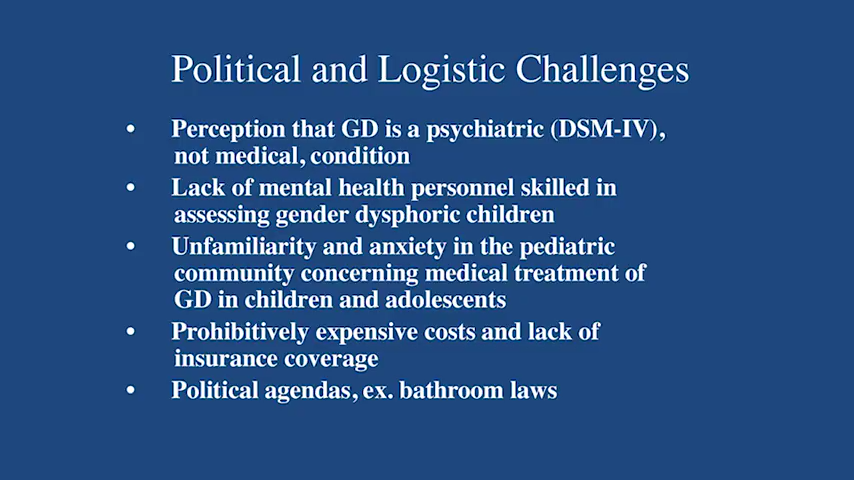 Political and Logistic Challenges
• Perception that GD is a psychiatric (DSM-IV),
not medical, condition
• Lack of mental health personnel skilled in
assessing gender dysphoric children
• Unfamiliarity and anxiety in the pediatric
community concerning medical treatment of
GD in children and adolescents
• Prohibitively expensive costs and lack of
insurance coverage
• Political agendas, ex. bathroom laws